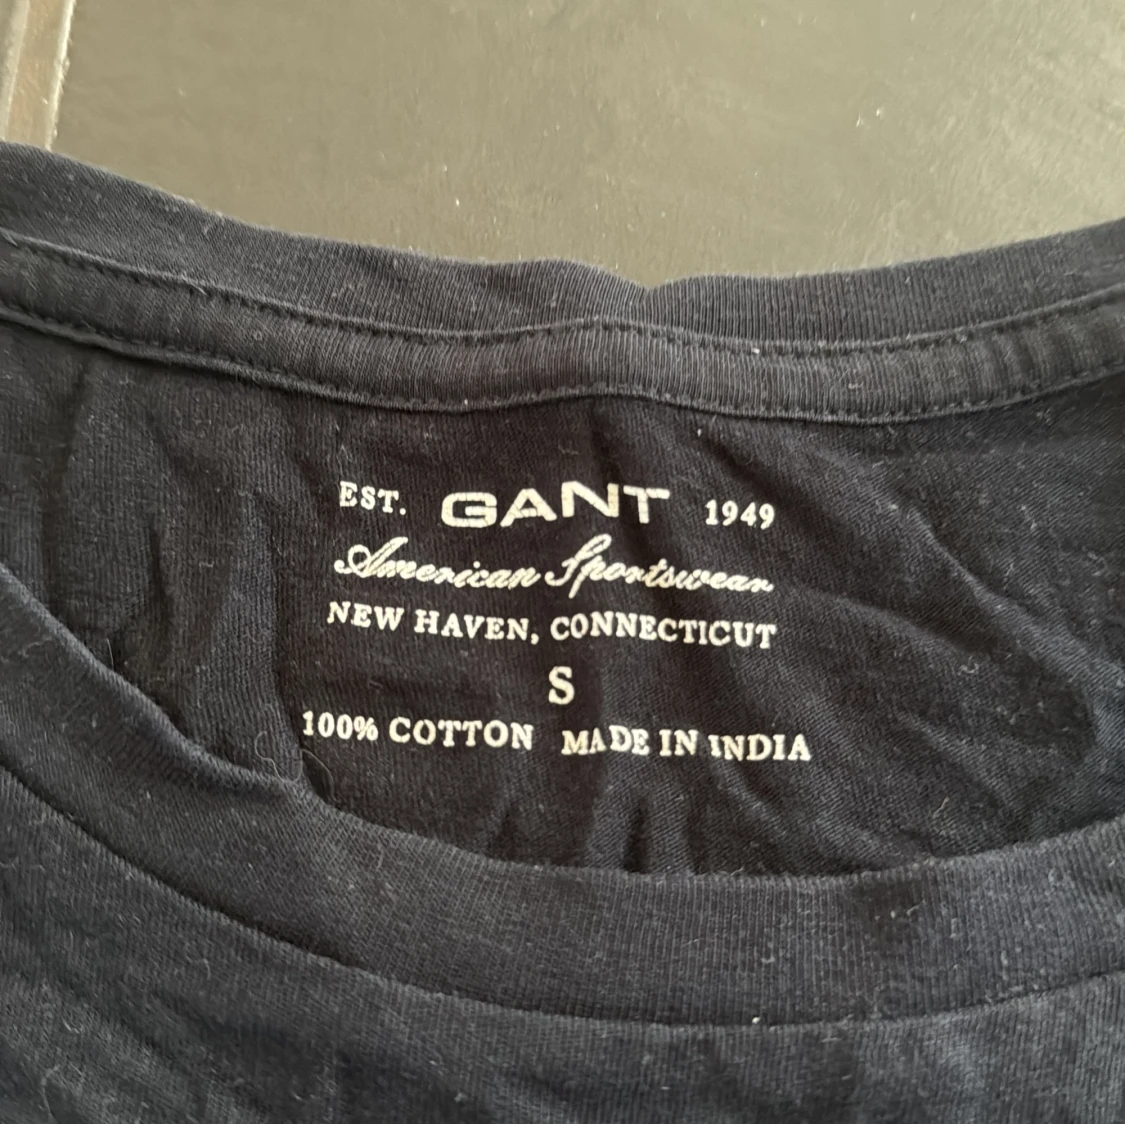 EST. GANT 1949
American Sportswear
NEW HAVEN, CONNECTICUT
S
100% COTTON MADE IN INDIA